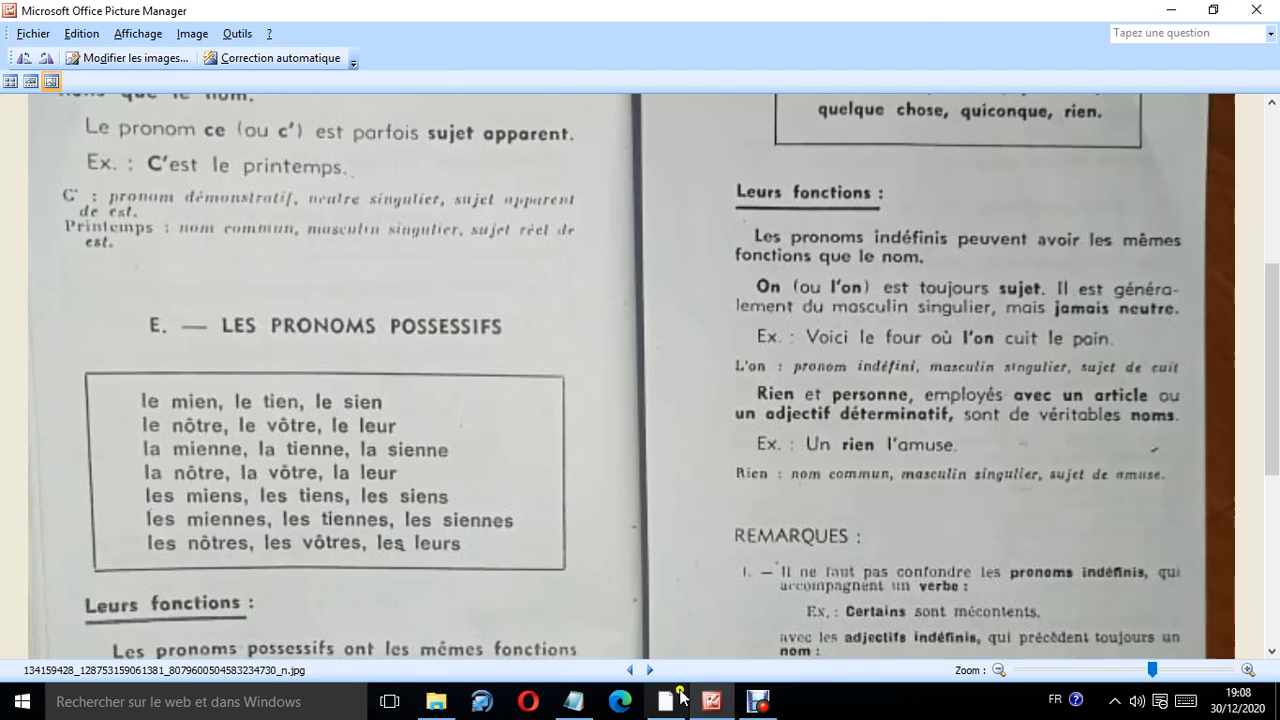 Microsoft Office Picture Manager
Fichier Edition Affichage Image Outils ?
Tapez une question
Modifier les images... Correction automatique
que le nom.
Le pronom ce (ou c') est parfois sujet apparent.
Ex. : C'est le printemps.
C' : pronom démonstratif, neutre singulier, sujet apparent
de est.
Printemps : nom commun, masculin singulier, sujet réel de
est.
E. — LES PRONOMS POSSESSIFS
le mien, le tien, le sien
le nôtre, le vôtre, le leur
la mienne, la tienne, la sienne
la nôtre, la vôtre, la leur
les miens, les tiens, les siens
les miennes, les tiennes, les siennes
les nôtres, les vôtres, les leurs
Leurs fonctions :
Les pronoms possessifs ont les mêmes fonctions
quelque chose, quiconque, rien.
Leurs fonctions :
Les pronoms indéfinis peuvent avoir les mêmes
fonctions que le nom.
On (ou l'on) est toujours sujet. Il est généra-
lement du masculin singulier, mais jamais neutre.
Ex. : Voici le four où l'on cuit le pain.
L'on : pronom indéfini, masculin singulier, sujet de cuit
Rien et personne, employés avec un article ou
un adjectif déterminatif, sont de véritables noms.
Ex. : Un rien l'amuse.
Rien : nom commun, masculin singulier, sujet de amuse.
REMARQUES :
1. — Il ne faut pas confondre les pronoms indéfinis, qui
accompagnent un verbe :
Ex. : Certains sont mécontents.
avec les adjectifs indéfinis, qui précèdent toujours un
nom :
134159428_128753159061381_8079600504583234730_n.jpg
Zoom :
Rechercher sur le web et dans Windows
FR
19:08
30/12/2020